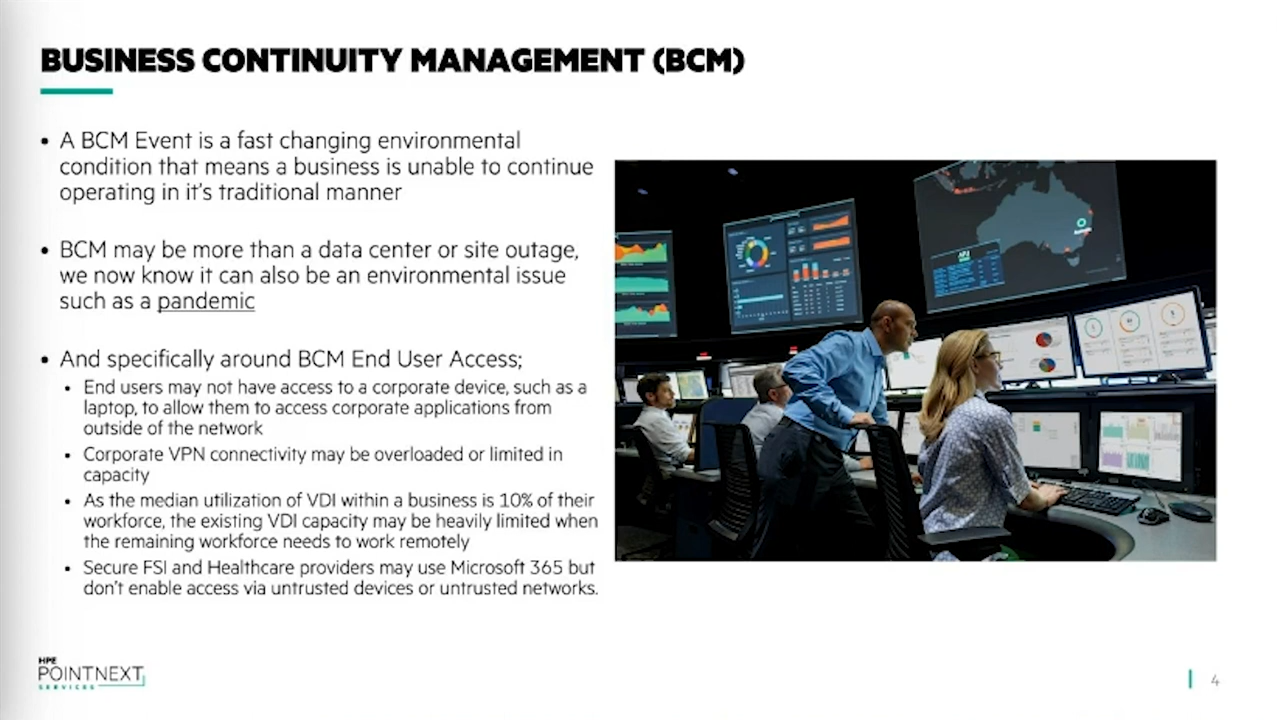 BUSINESS CONTINUITY MANAGEMENT (BCM)
• A BCM Event is a fast changing environmental
condition that means a business is unable to continue
operating in it's traditional manner
• BCM may be more than a data center or site outage,
we now know it can also be an environmental issue
such as a pandemic
• And specifically around BCM End User Access;
• End users may not have access to a corporate device, such as a
laptop, to allow them to access corporate applications from
outside of the network
• Corporate VPN connectivity may be overloaded or limited in
capacity
• As the median utilization of VDI within a business is 10% of their
workforce, the existing VDI capacity may be heavily limited when
the remaining workforce needs to work remotely
• Secure FSI and Healthcare providers may use Microsoft 365 but
don't enable access via untrusted devices or untrusted networks.
HPE
POINTNEXT
SERVICES
4